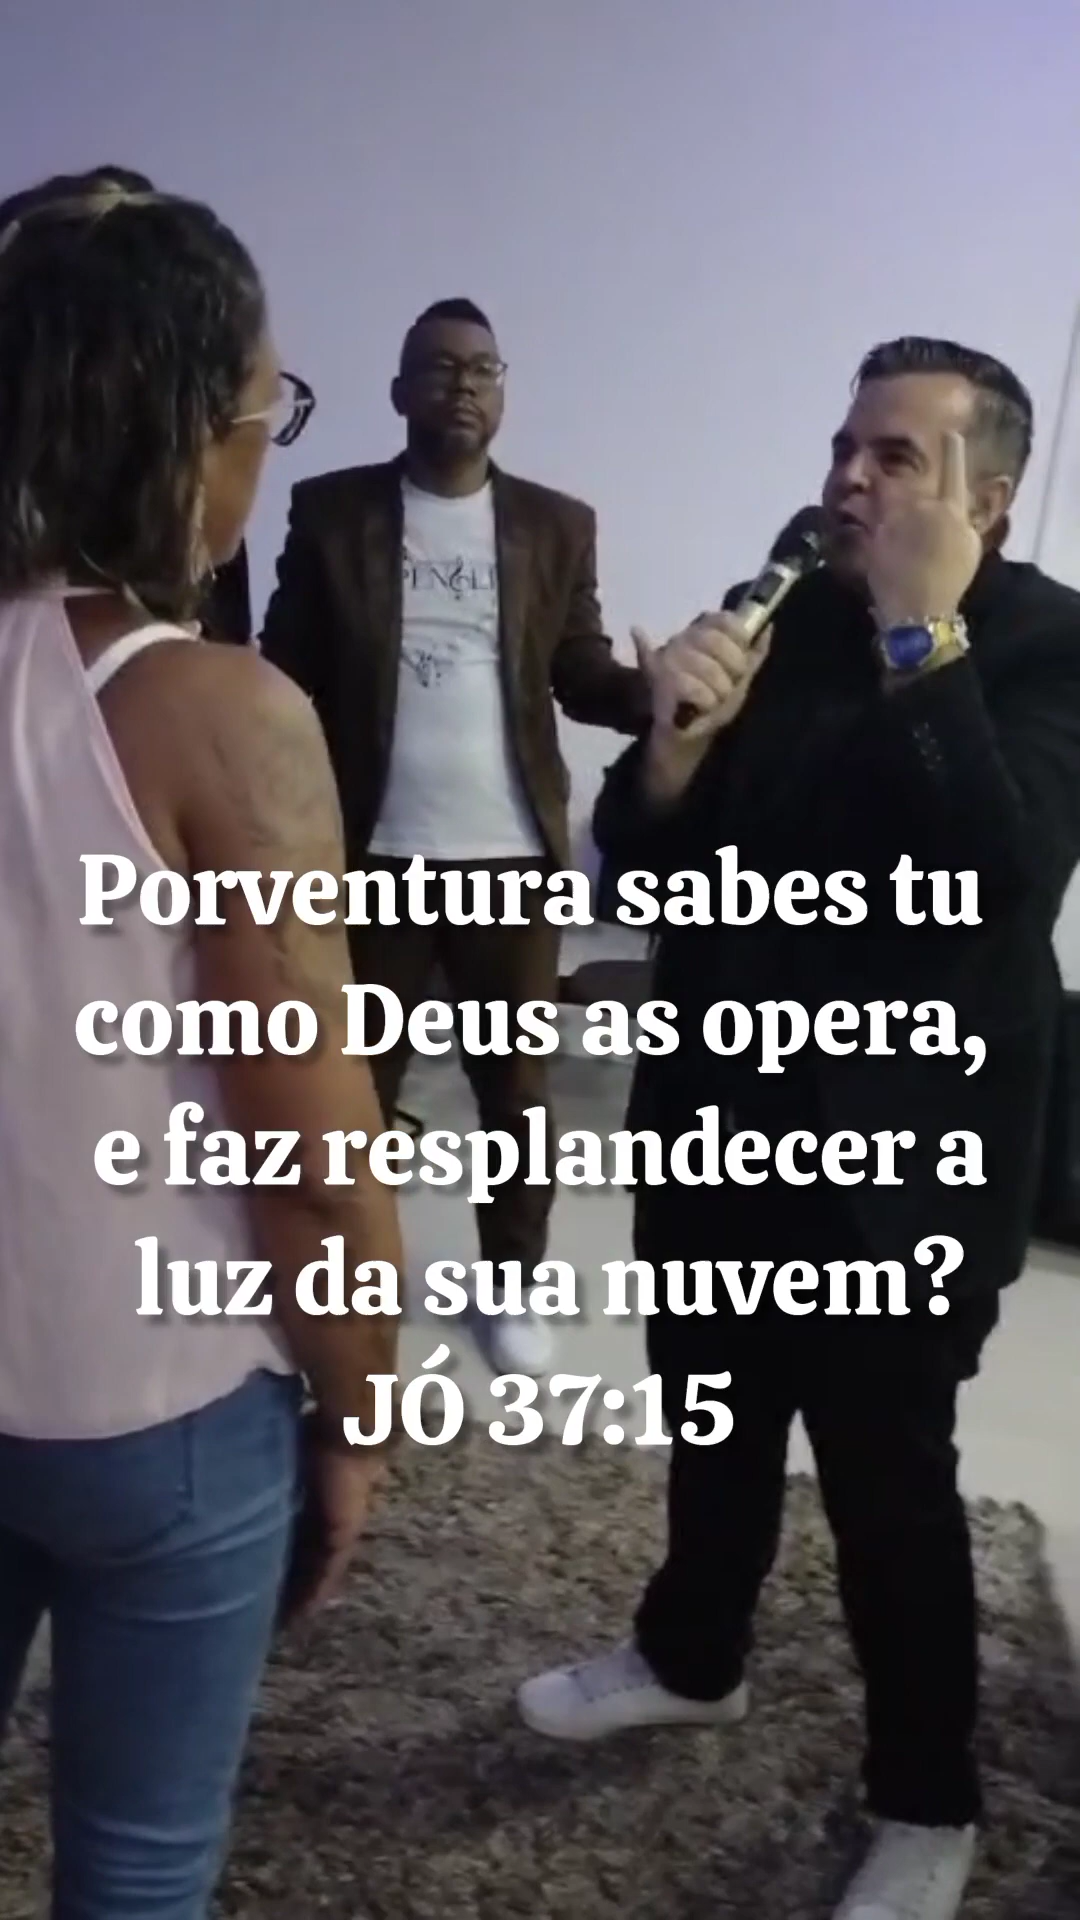 Porventura sabes tu
como Deus as opera,
e faz resplandecer a
luz da sua nuvem?
JÓ 37:15